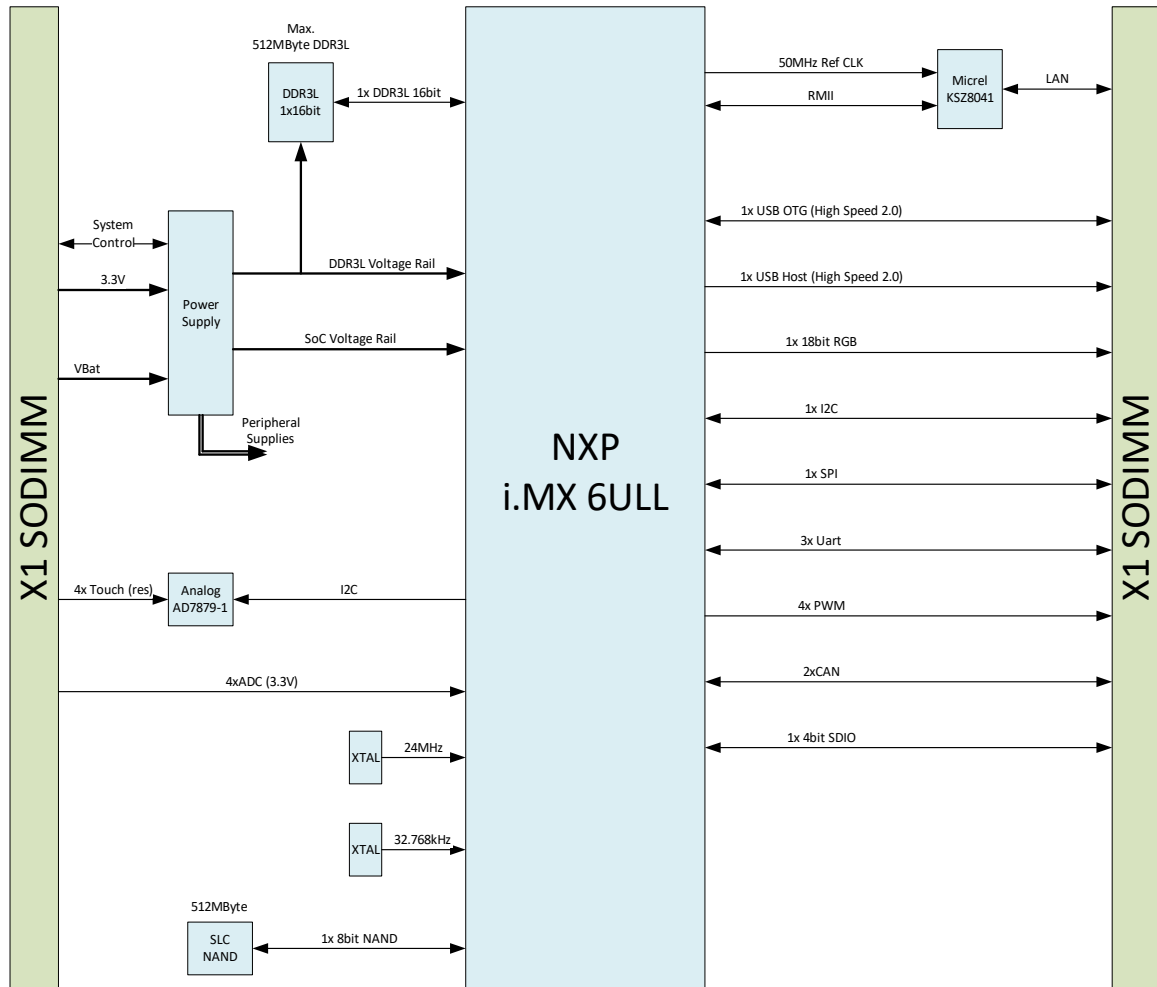 Max.
512MByte DDR3L
DDR3L
1x16bit
1x DDR3L 16bit
50MHz Ref CLK
RMII
Micrel
KSZ8041
LAN
System
Control
3.3V
VBat
Power
Supply
DDR3L Voltage Rail
SoC Voltage Rail
Peripheral
Supplies
X1 SODIMM
4x Touch (res)
Analog
AD7879-1
I2C
4xADC (3.3V)
XTAL
24MHz
XTAL
32.768kHz
512MByte
SLC
NAND
1x 8bit NAND
NXP
i.MX 6ULL
1x USB OTG (High Speed 2.0)
1x USB Host (High Speed 2.0)
1x 18bit RGB
1x I2C
1x SPI
3x Uart
4x PWM
2xCAN
1x 4bit SDIO
X1 SODIMM